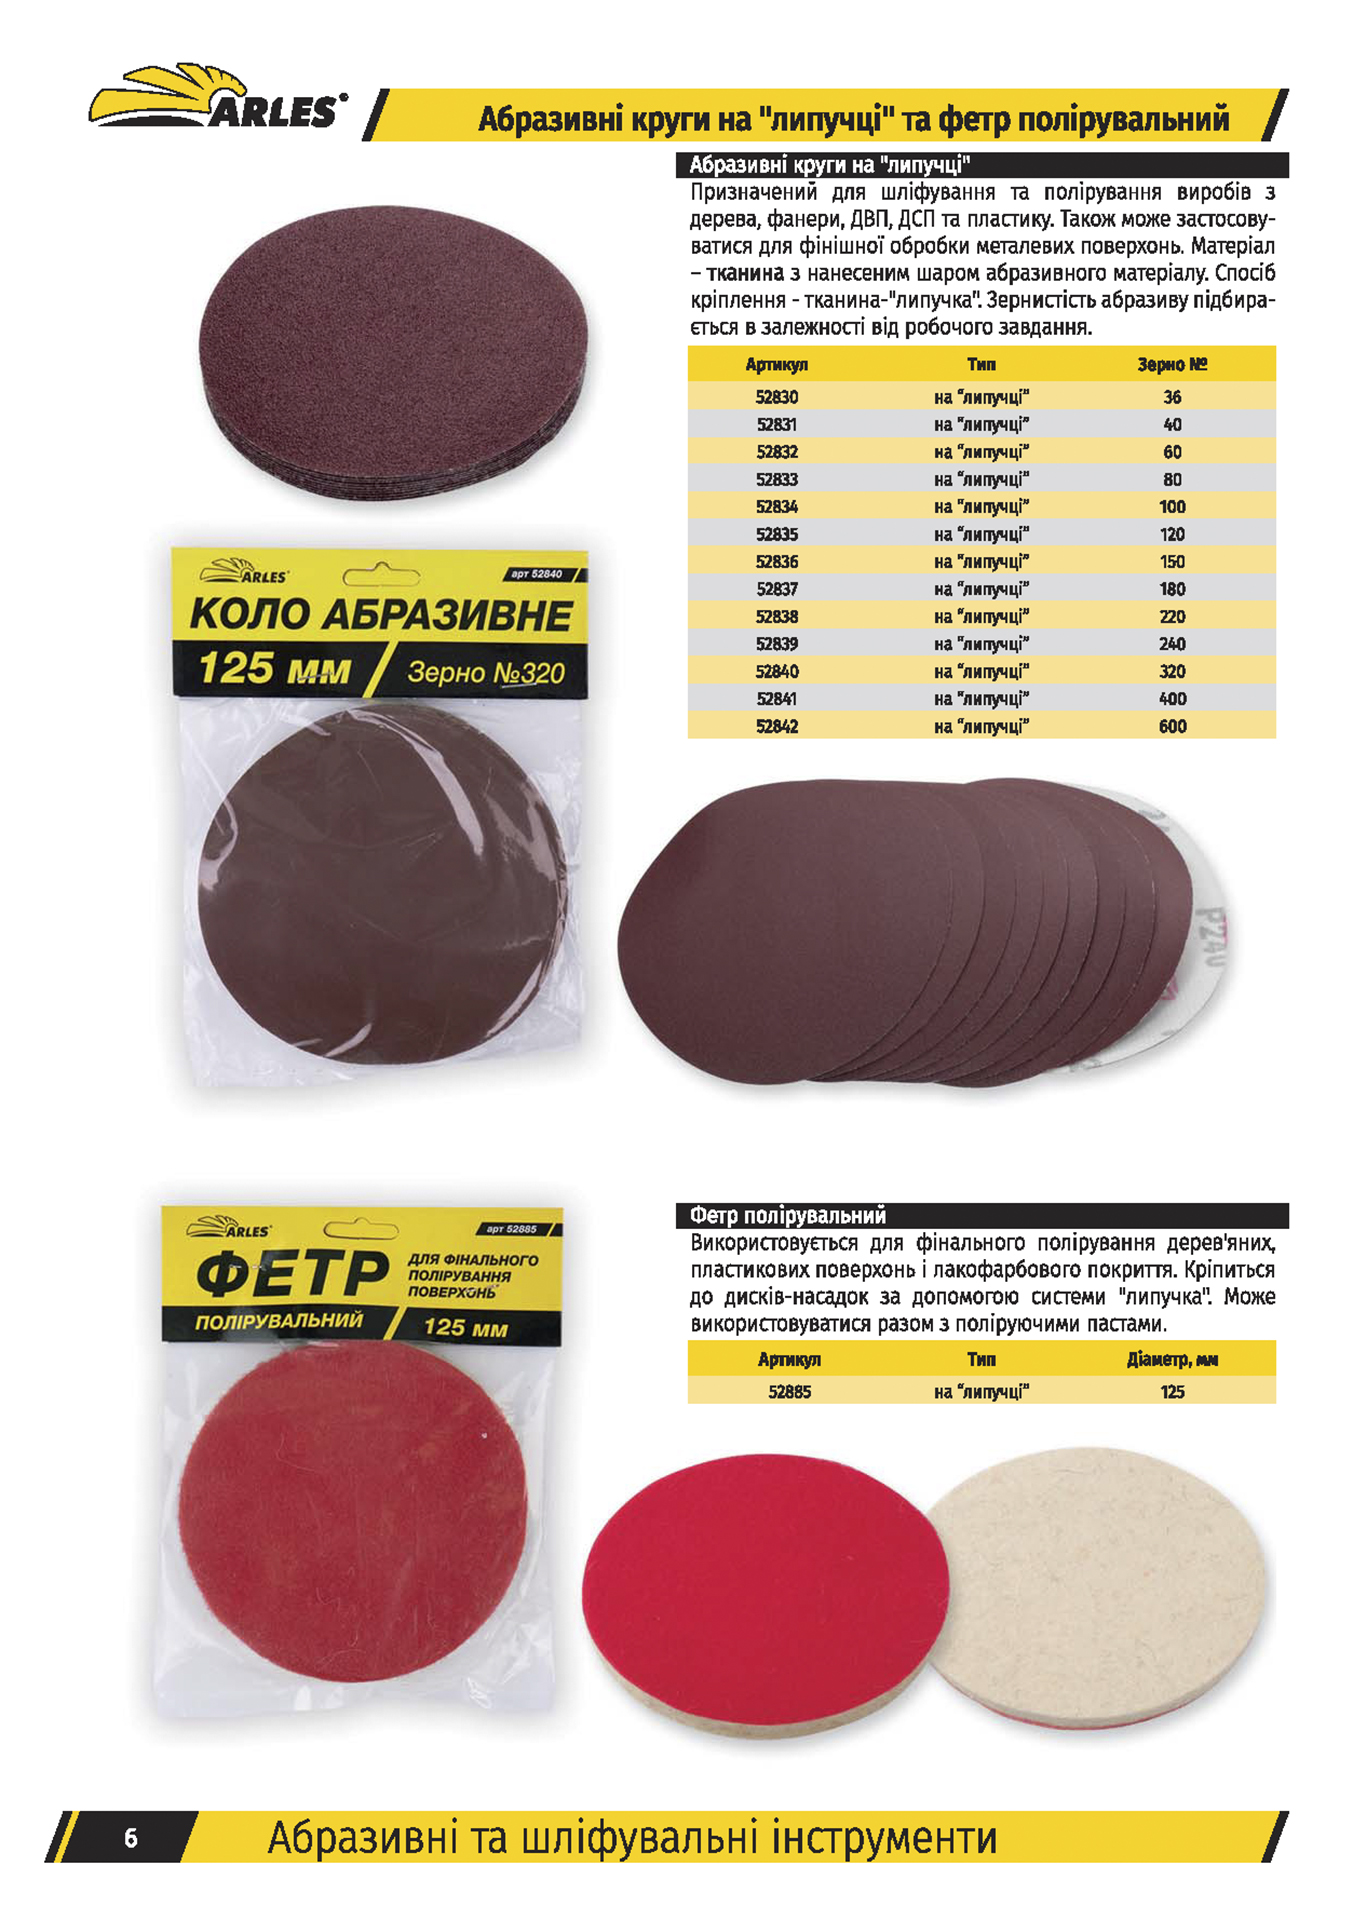 ARLES®
Абразивні круги на "липучці" та фетр полірувальний
Абразивні круги на "липучці"
Призначений для шліфування та полірування виробів з
дерева, фанери, ДВП, ДСП та пластику. Також може застосову-
ватися для фінішної обробки металевих поверхонь. Матеріал
– тканина з нанесеним шаром абразивного матеріалу. Спосіб
кріплення - тканина-"липучка". Зернистість абразиву підбира-
ється в залежності від робочого завдання.
Артикул Тип Зерно №
52830 на “липучці” 36
52831 на “липучці” 40
52832 на “липучці” 60
52833 на “липучці” 80
52834 на “липучці” 100
52835 на “липучці” 120
52836 на “липучці” 150
52837 на “липучці” 180
52838 на “липучці” 220
52839 на “липучці” 240
52840 на “липучці” 320
52841 на “липучці” 400
52842 на “липучці” 600
ARLES® арт 52840
КОЛО АБРАЗИВНЕ
125 мм / Зерно №320
P240
ARLES® арт 52885
ФЕТР
ДЛЯ ФІНАЛЬНОГО
ПОЛІРУВАННЯ
ПОВЕРХОНЬ
ПОЛІРУВАЛЬНИЙ / 125 мм
Фетр полірувальний
Використовується для фінального полірування дерев'яних,
пластикових поверхонь і лакофарбового покриття. Кріпиться
до дисків-насадок за допомогою системи "липучка". Може
використовуватися разом з поліруючими пастами.
Артикул Тип Діаметр, мм
52885 на “липучці” 125
6 Абразивні та шліфувальні інструменти